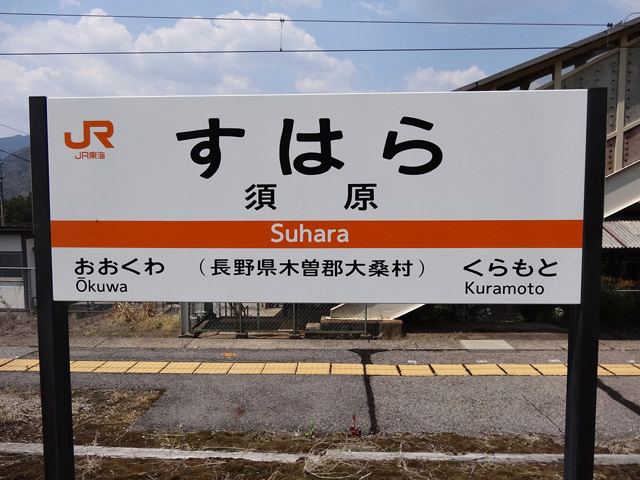 JR
JR東海
すはら
須原
Suhara
おおくわ （長野県木曽郡大桑村） くらもと
Ōkuwa Kuramoto